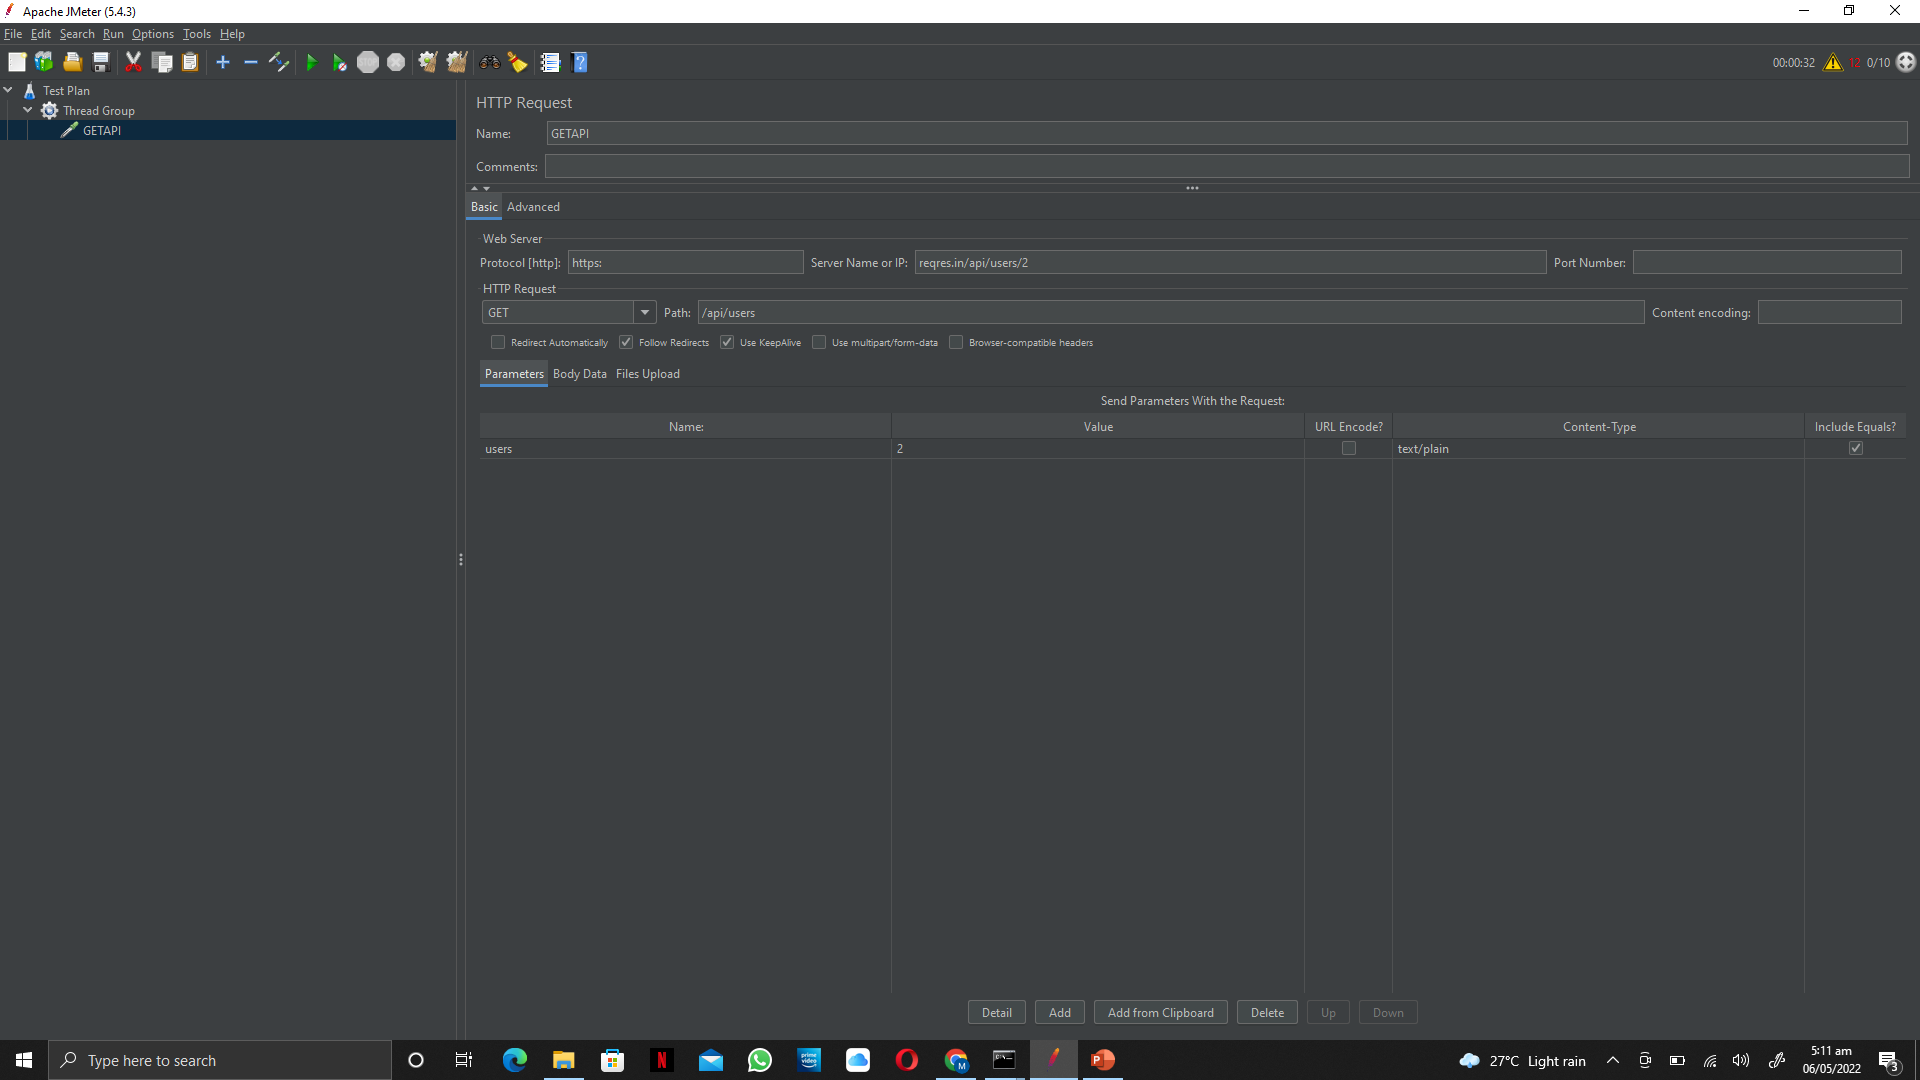 Apache JMeter (5.4.3)
File Edit Search Run Options Tools Help
00:00:32 12 0/10
Test Plan
Thread Group
GETAPI
HTTP Request
Name: GETAPI
Comments:
Basic Advanced
Web Server
Protocol [http]: https: Server Name or IP: reqres.in/api/users/2 Port Number:
HTTP Request
GET Path: /api/users Content encoding:
Redirect Automatically Follow Redirects Use KeepAlive Use multipart/form-data Browser-compatible headers
Parameters Body Data Files Upload
Send Parameters With the Request:
Name: Value URL Encode? Content-Type Include Equals?
users 2 text/plain
Detail Add Add from Clipboard Delete Up Down
Type here to search
prime video
27°C Light rain
5:11 am
06/05/2022
3